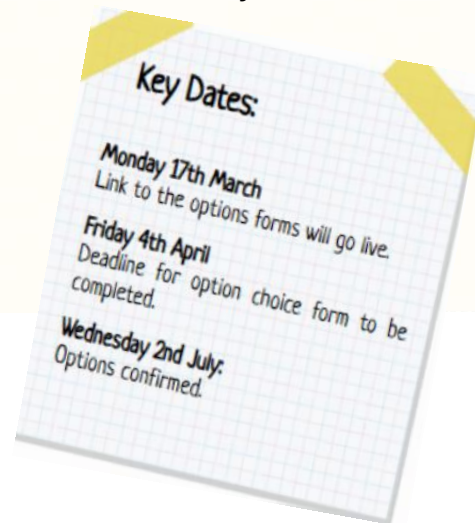 Key Dates:
Monday 17th March
Link to the options forms will go live.
Friday 4th April
Deadline for option choice form to be
completed.
Wednesday 2nd July:
Options confirmed.